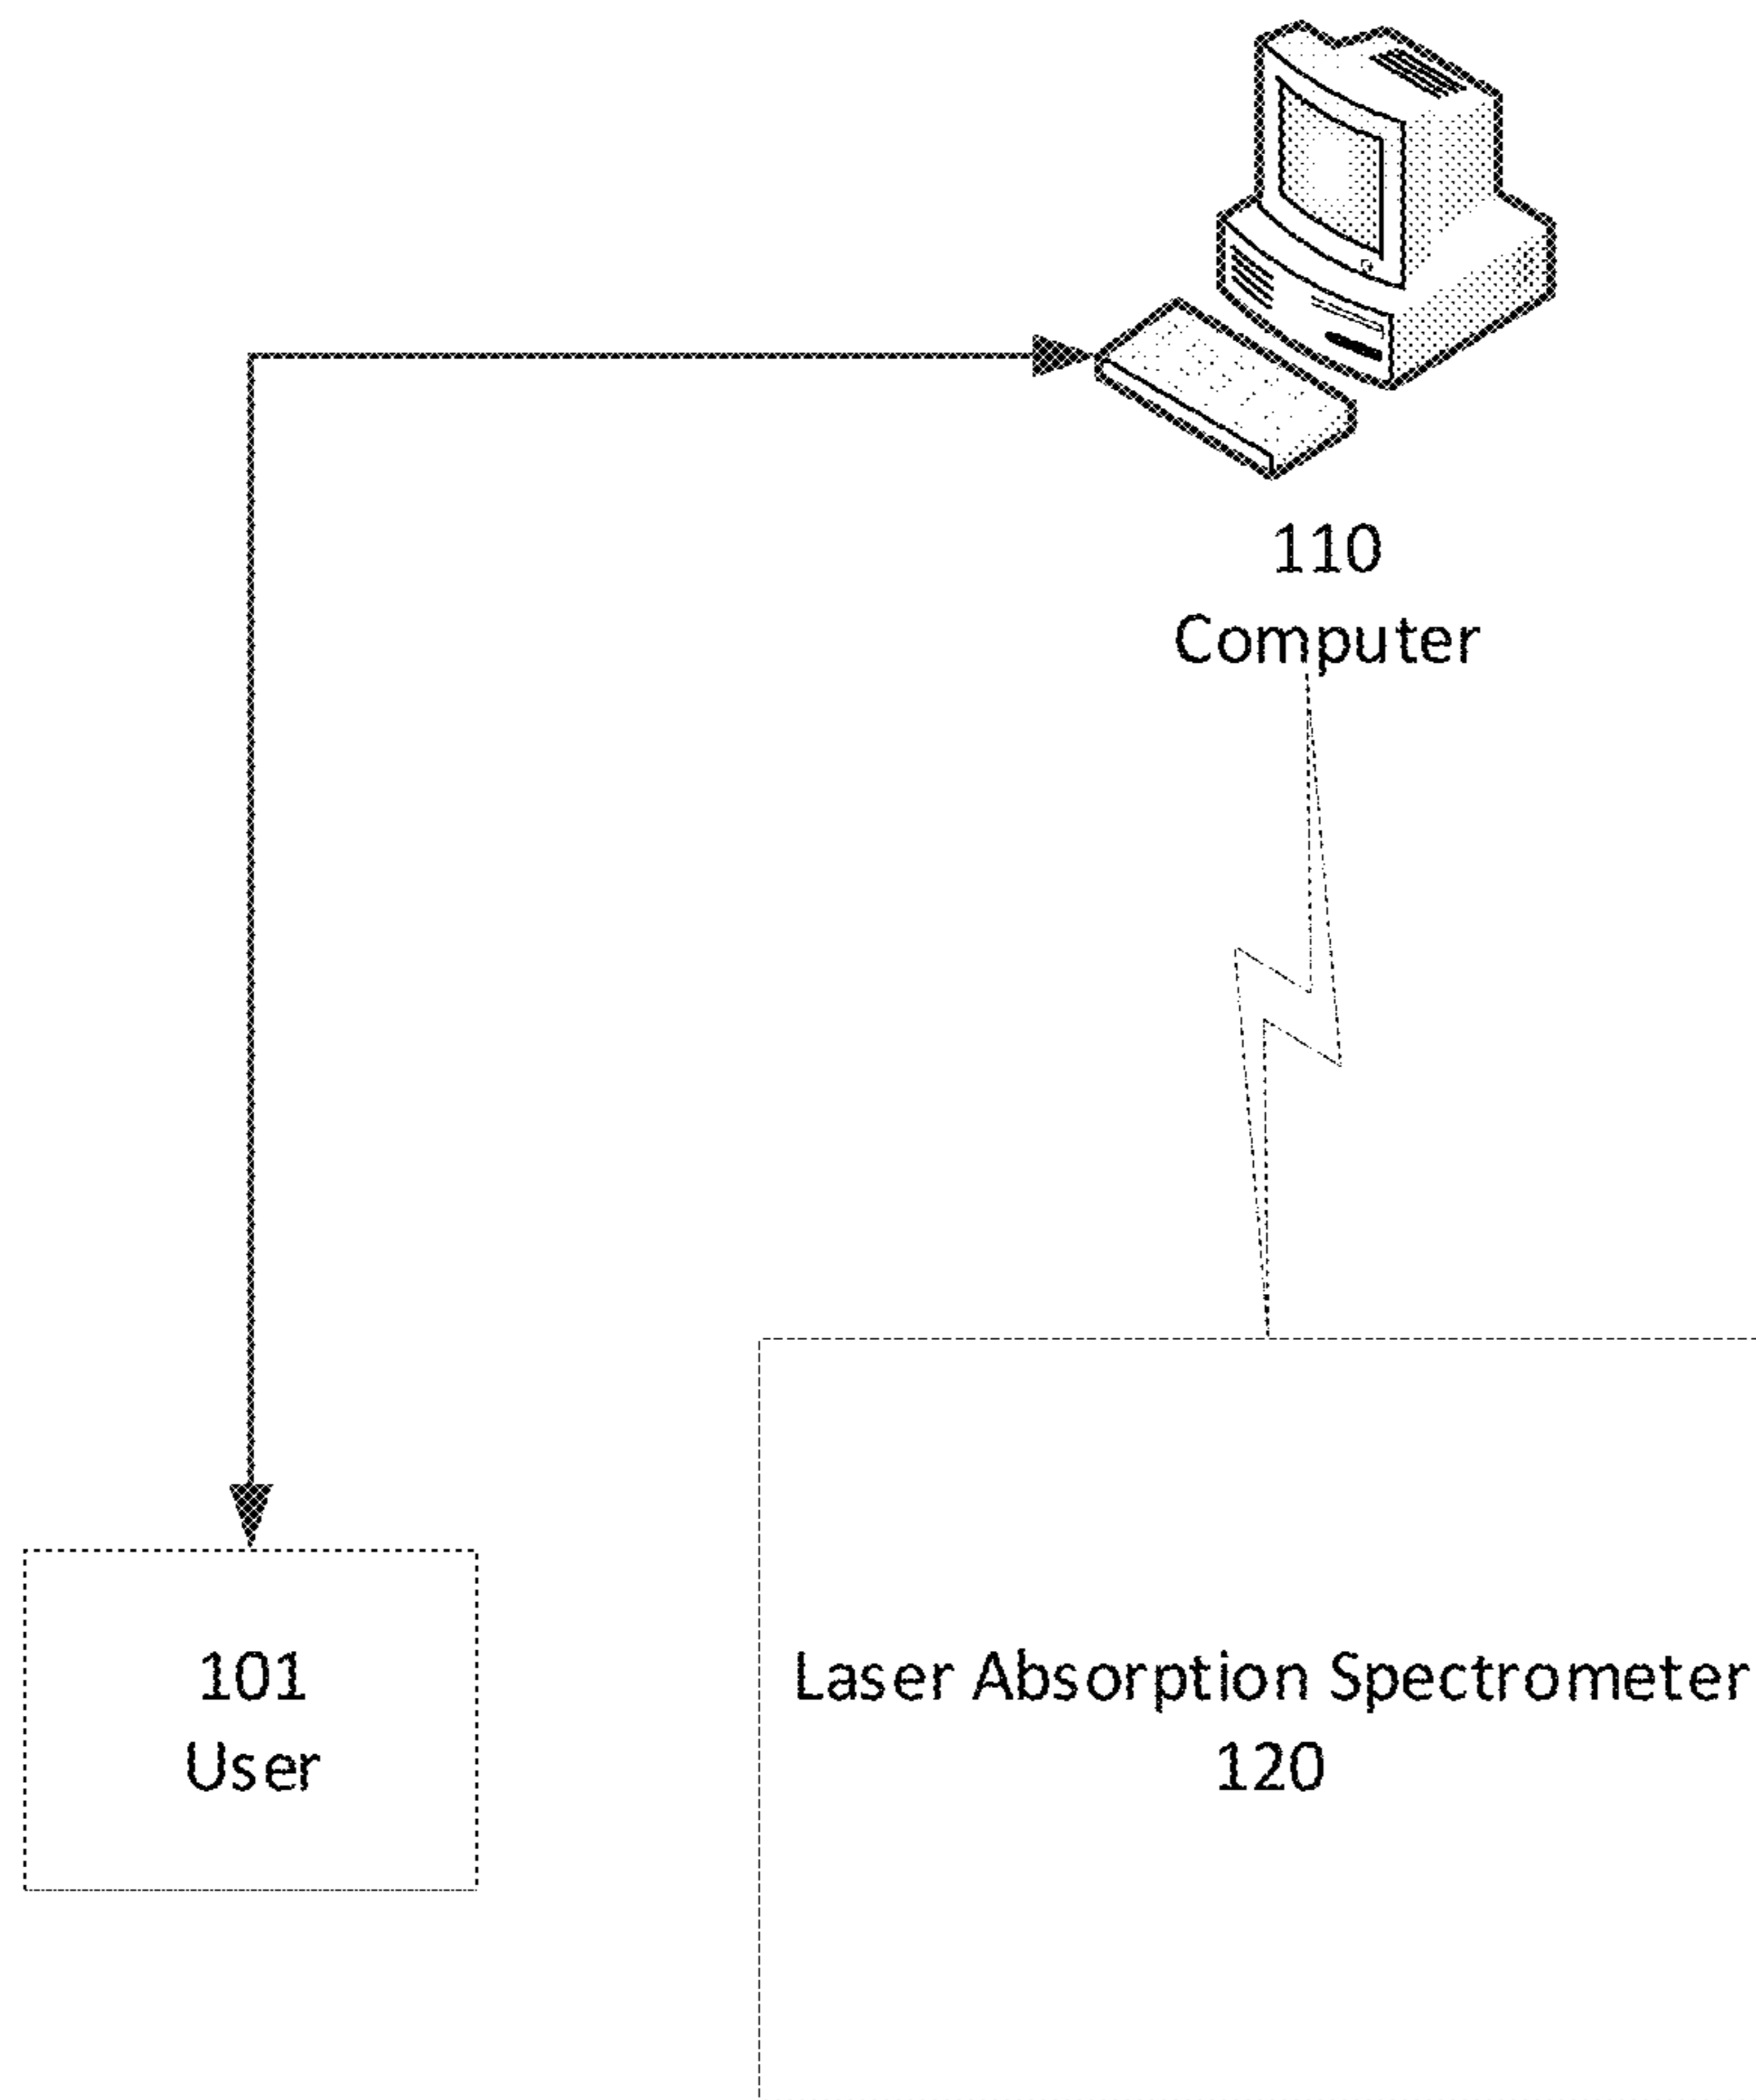 110
Computer
101
User
Laser Absorption Spectrometer
120